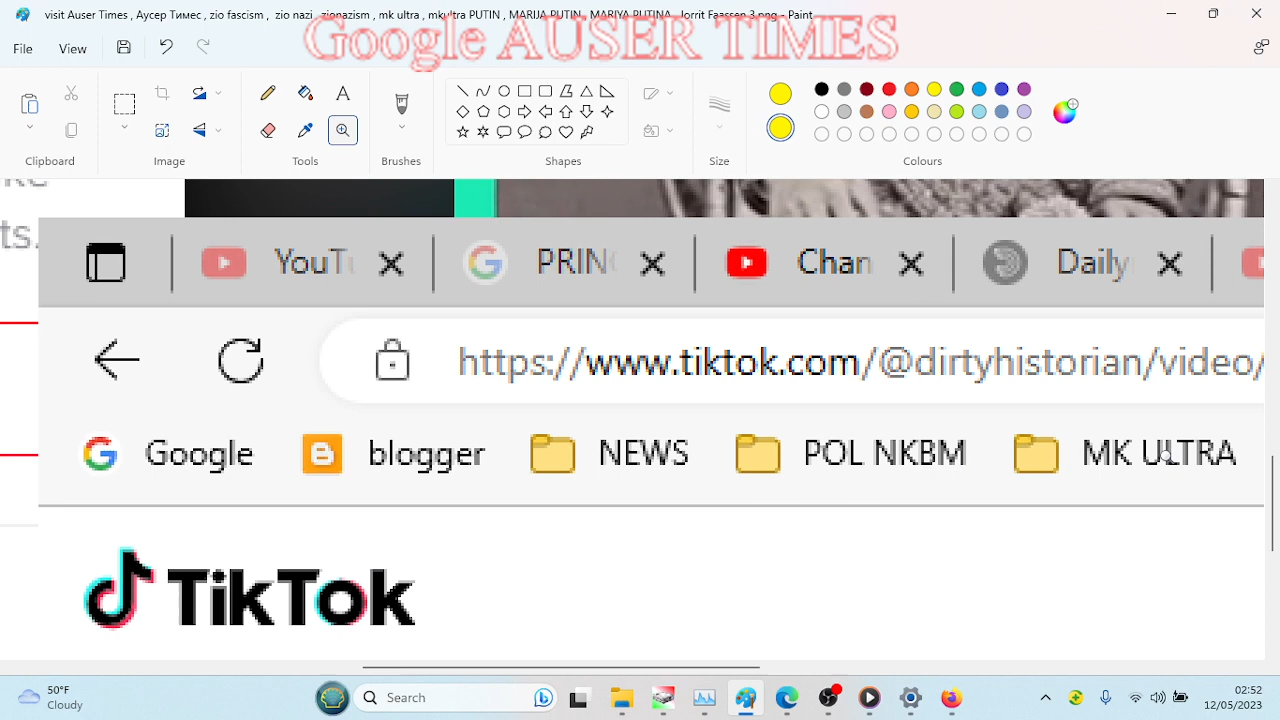 visit Auser Times , Аусер Тимес , zio fascism , zio nazi , zionazism , mk ultra , mkultra PUTIN , MARIJA PUTIN , MARIYA PUTINA , Jorrit Faassen 3.png - Paint
Google AUSER TIMES
File View
Clipboard Image Tools Brushes Shapes Size Colours
ts.
YouTu PRINC Chan Daily
https://www.tiktok.com/@dirtyhistorian/video/
Google blogger NEWS POL NKBM MK ULTRA
TikTok
50°F
Cloudy
Search
02:52
12/05/2023